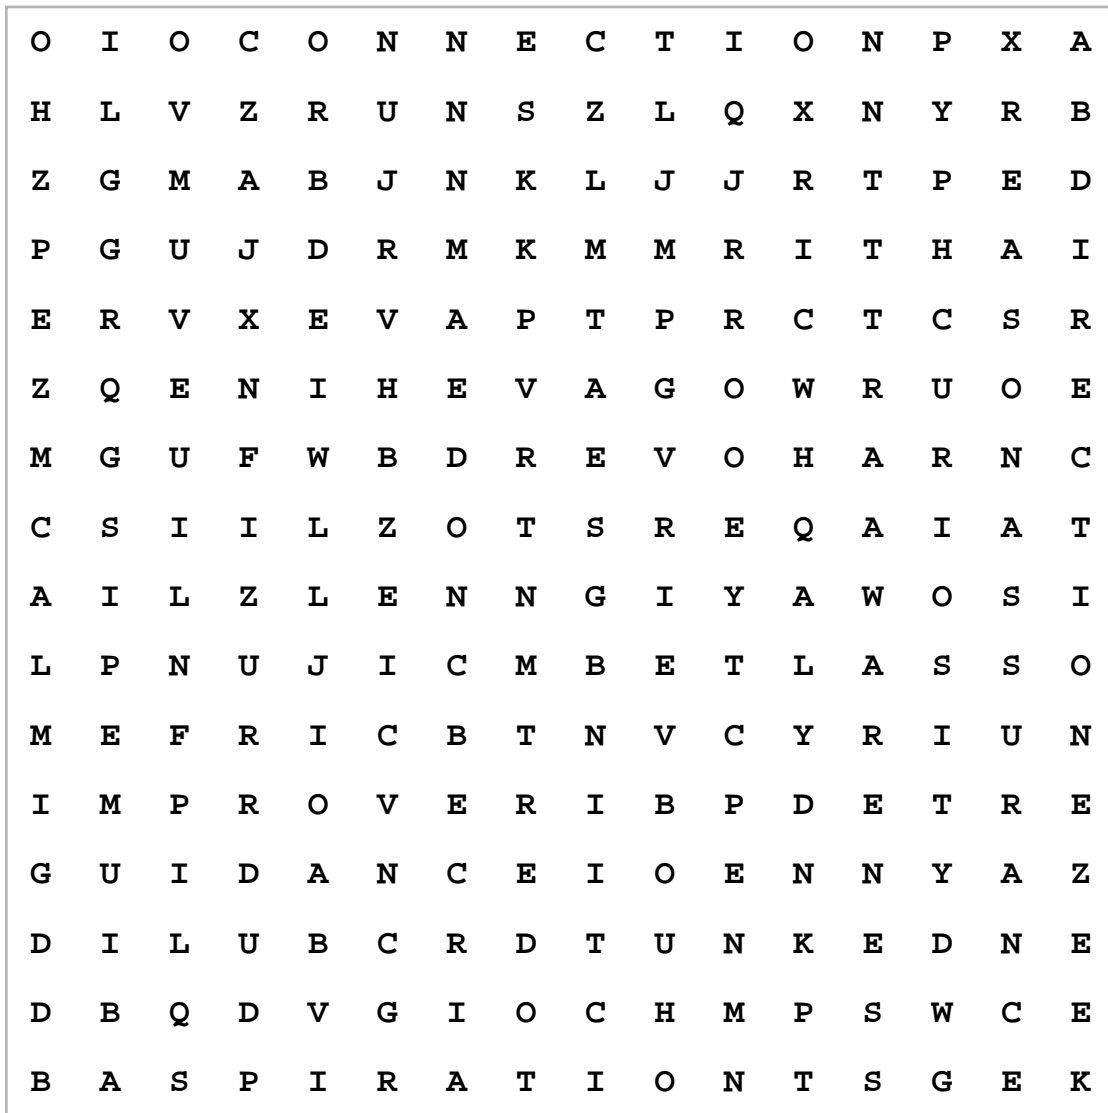 O I O C O N N E C T I O N P X A
H L V Z R U N S Z L Q X N Y R B
Z G M A B J N K L J J R T P E D
P G U J D R M K M M R I T H A I
E R V X E V A P T P R C T C S R
Z Q E N I H E V A G O W R U O E
M G U F W B D R E V O H A R N C
C S I I L Z O T S R E Q A I A T
A I L Z L E N N G I Y A W O S I
L P N U J I C M B E T L A S S O
M E F R I C B T N V C Y R I U N
I M P R O V E R I B P D E T R E
G U I D A N C E I O E N N Y A Z
D I L U B C R D T U N K E D N E
D B Q D V G I O C H M P S W C E
B A S P I R A T I O N T S G E K